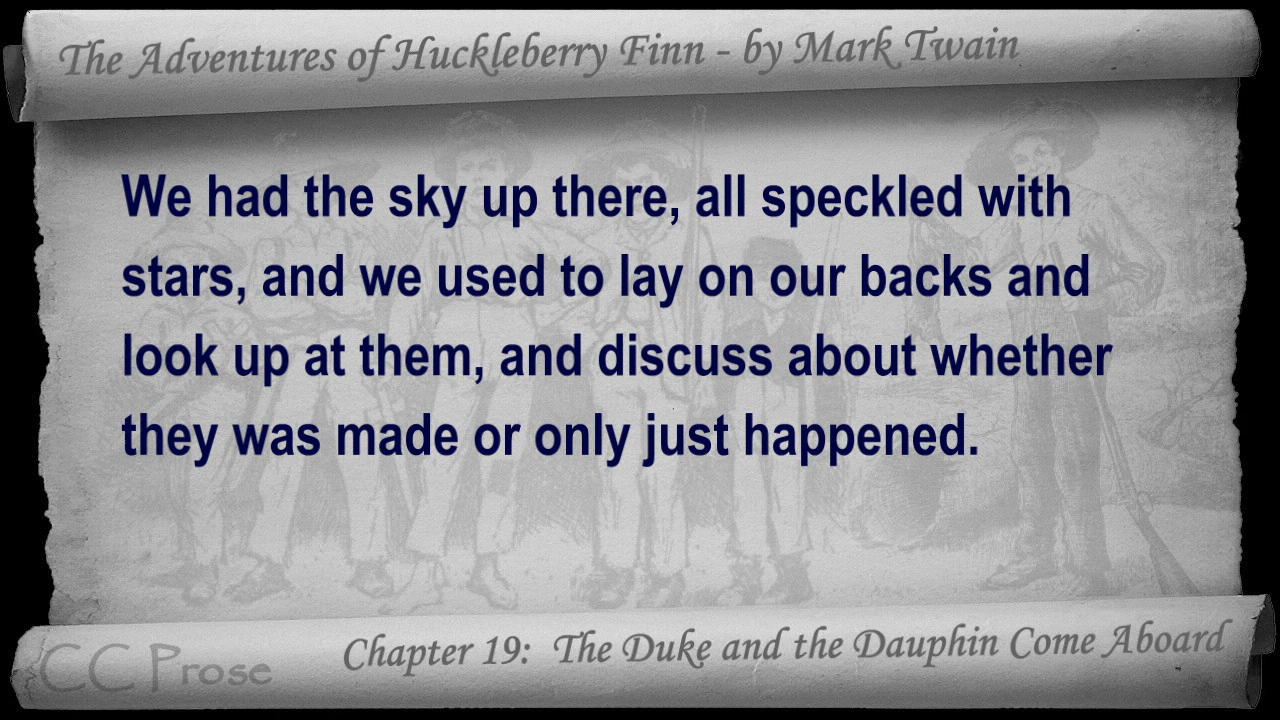 The Adventures of Huckleberry Finn - by Mark Twain
We had the sky up there, all speckled with
stars, and we used to lay on our backs and
look up at them, and discuss about whether
they was made or only just happened.
Chapter 19: The Duke and the Dauphin Come Aboard
CC Prose